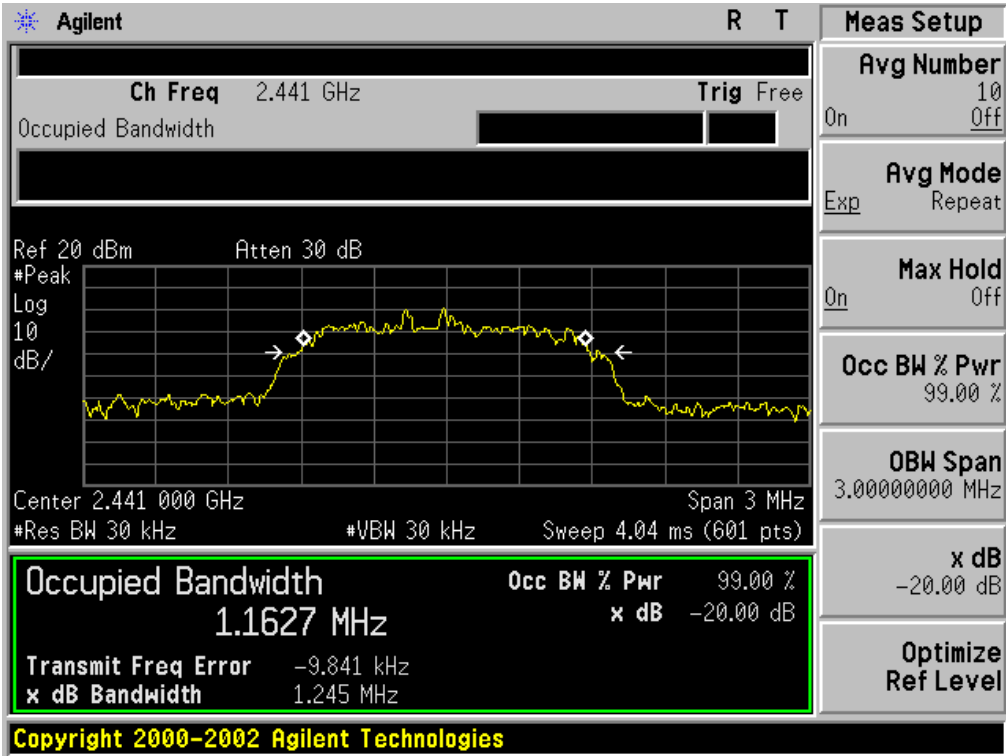 Agilent R T
Ch Freq 2.441 GHz Trig Free
Occupied Bandwidth
Ref 20 dBm Atten 30 dB
#Peak
Log
10
dB/
Center 2.441 000 GHz Span 3 MHz
#Res BW 30 kHz #VBW 30 kHz Sweep 4.04 ms (601 pts)
Occupied Bandwidth Occ BW % Pwr 99.00 %
1.1627 MHz x dB -20.00 dB
Transmit Freq Error -9.841 kHz
x dB Bandwidth 1.245 MHz
Copyright 2000-2002 Agilent Technologies
Meas Setup
Avg Number
10
On Off
Avg Mode
Exp Repeat
Max Hold
On Off
Occ BW % Pwr
99.00 %
OBW Span
3.00000000 MHz
x dB
-20.00 dB
Optimize
Ref Level